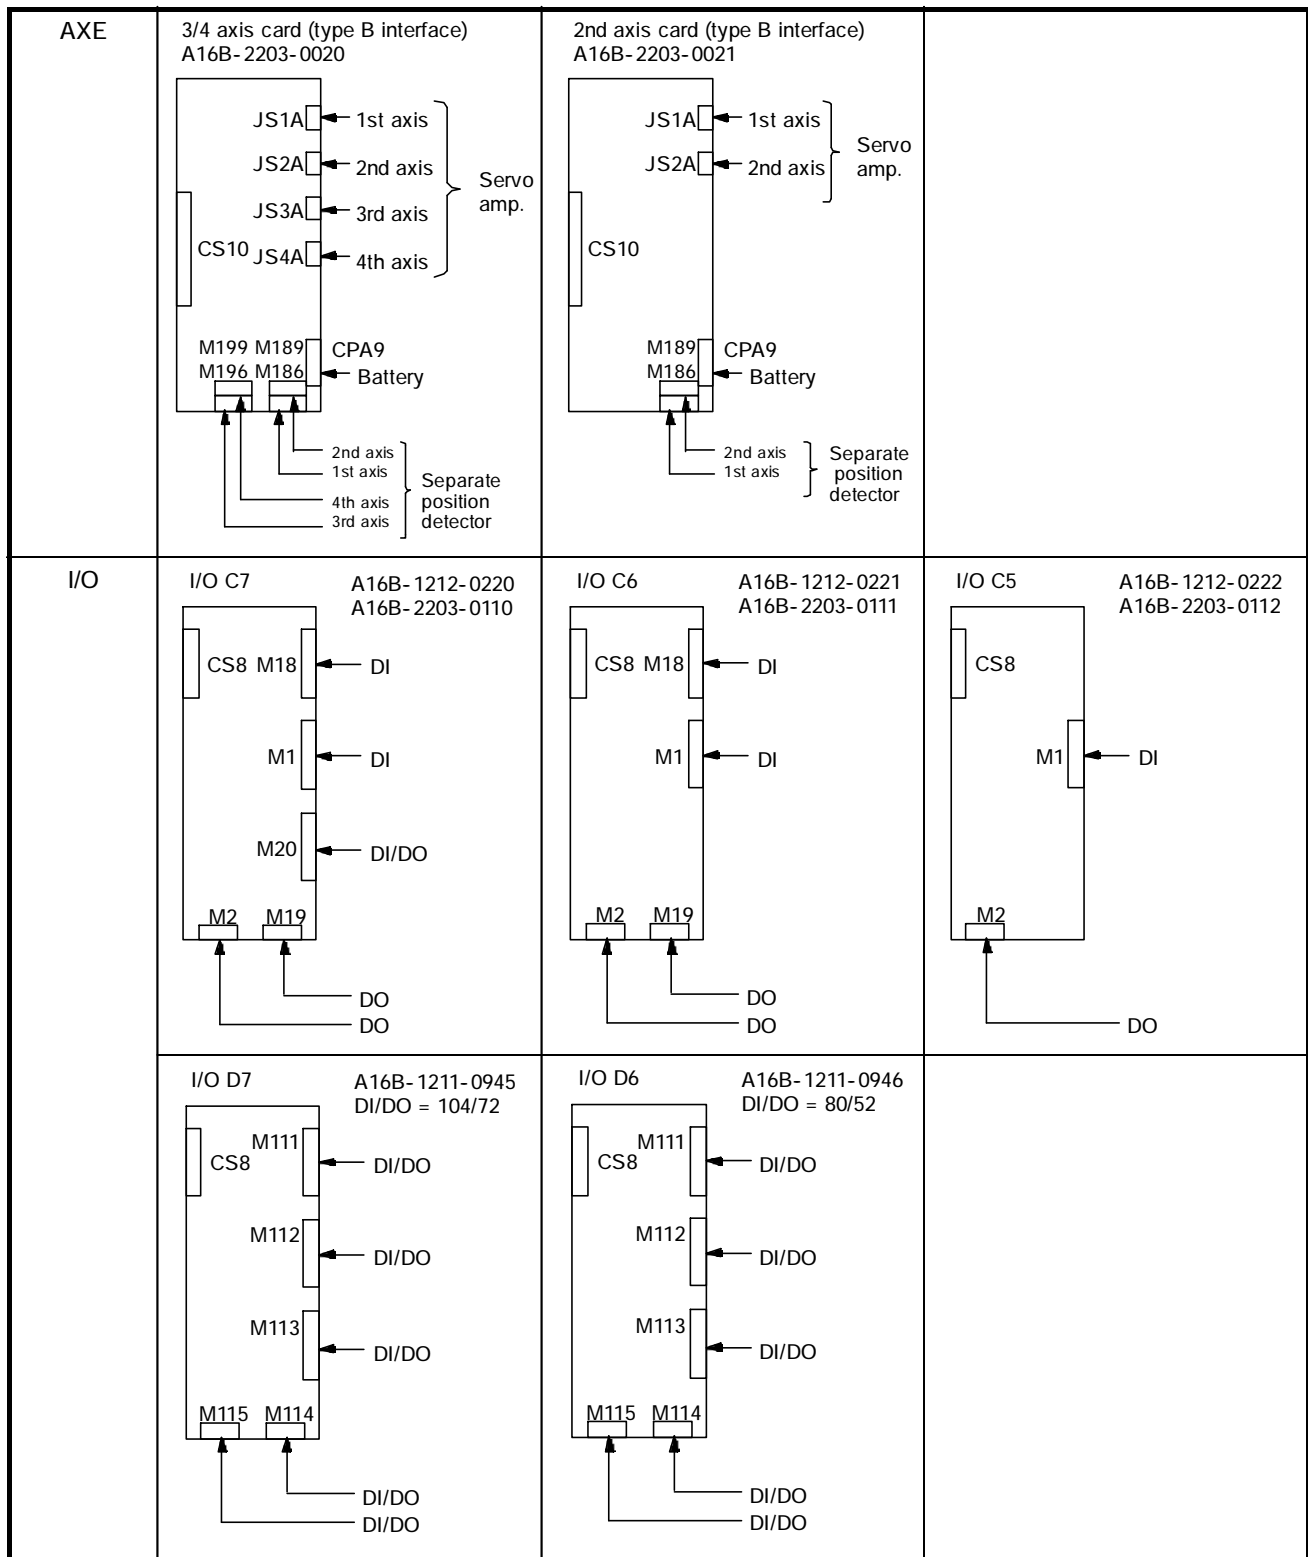 AXE
3/4 axis card (type B interface)
A16B-2203-0020
JS1A
1st axis
JS2A
2nd axis
JS3A
3rd axis
CS10
JS4A
4th axis
Servo
amp.
M199 M189
CPA9
M196 M186
Battery
2nd axis
1st axis
4th axis
3rd axis
Separate
position
detector
2nd axis card (type B interface)
A16B-2203-0021
JS1A
1st axis
JS2A
2nd axis
Servo
amp.
CS10
M189
CPA9
M186
Battery
2nd axis
1st axis
Separate
position
detector
I/O
I/O C7
A16B-1212-0220
A16B-2203-0110
CS8 M18
DI
M1
DI
M20
DI/DO
M2
M19
DO
DO
I/O C6
A16B-1212-0221
A16B-2203-0111
CS8 M18
DI
M1
DI
M2
M19
DO
DO
I/O C5
A16B-1212-0222
A16B-2203-0112
CS8
M1
DI
M2
DO
I/O D7
A16B-1211-0945
DI/DO = 104/72
M111
CS8
DI/DO
M112
DI/DO
M113
DI/DO
M115
M114
DI/DO
DI/DO
I/O D6
A16B-1211-0946
DI/DO = 80/52
M111
CS8
DI/DO
M112
DI/DO
M113
DI/DO
M115
M114
DI/DO
DI/DO